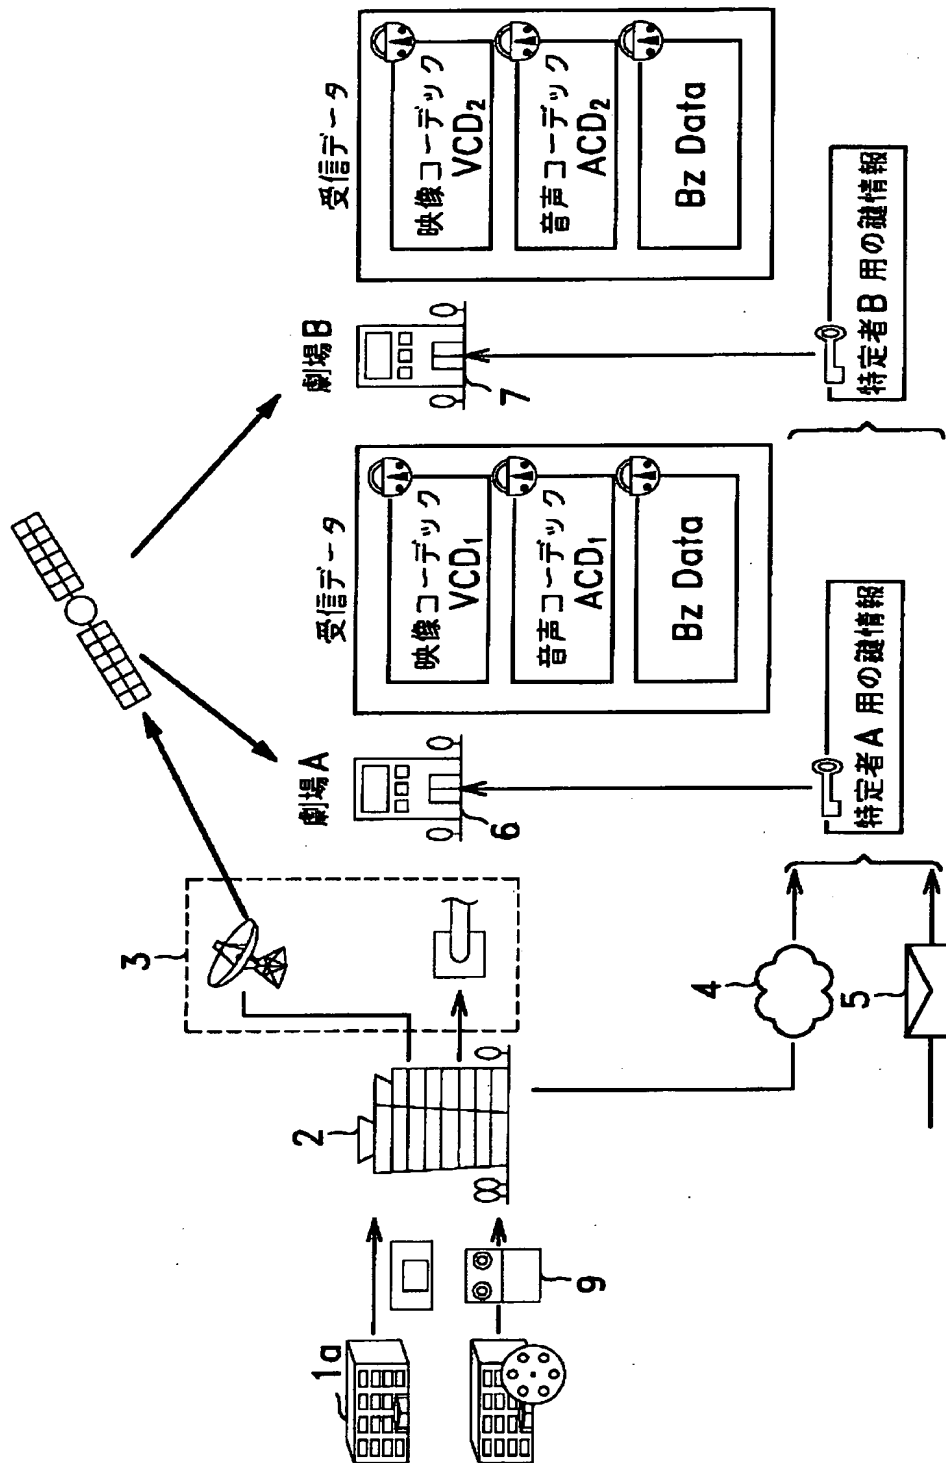 1a
9
2
3
4
5
劇場A
6
受信データ
映像コーデック
VCD₁
音声コーデック
ACD₁
Bz Data
特定者A 用の鍵情報
劇場B
7
受信データ
映像コーデック
VCD₂
音声コーデック
ACD₂
Bz Data
特定者B 用の鍵情報